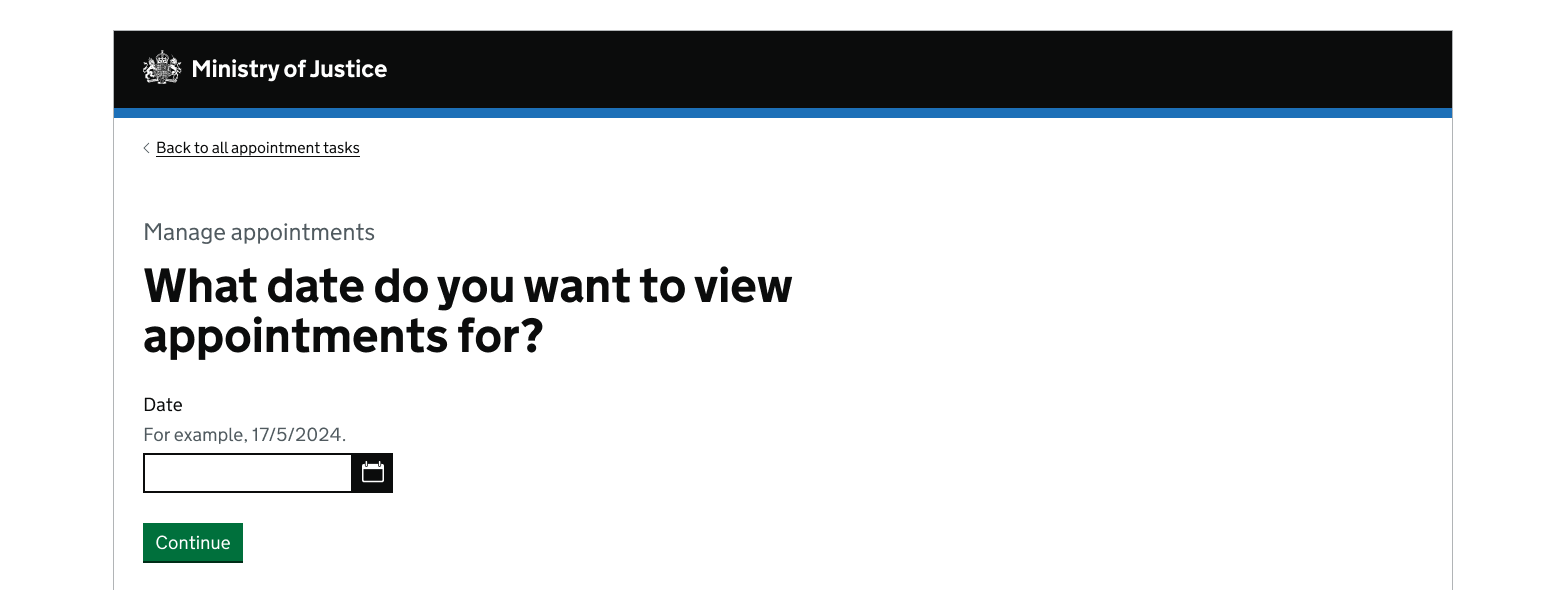 Ministry of Justice
Back to all appointment tasks
Manage appointments
What date do you want to view
appointments for?
Date
For example, 17/5/2024.
Continue